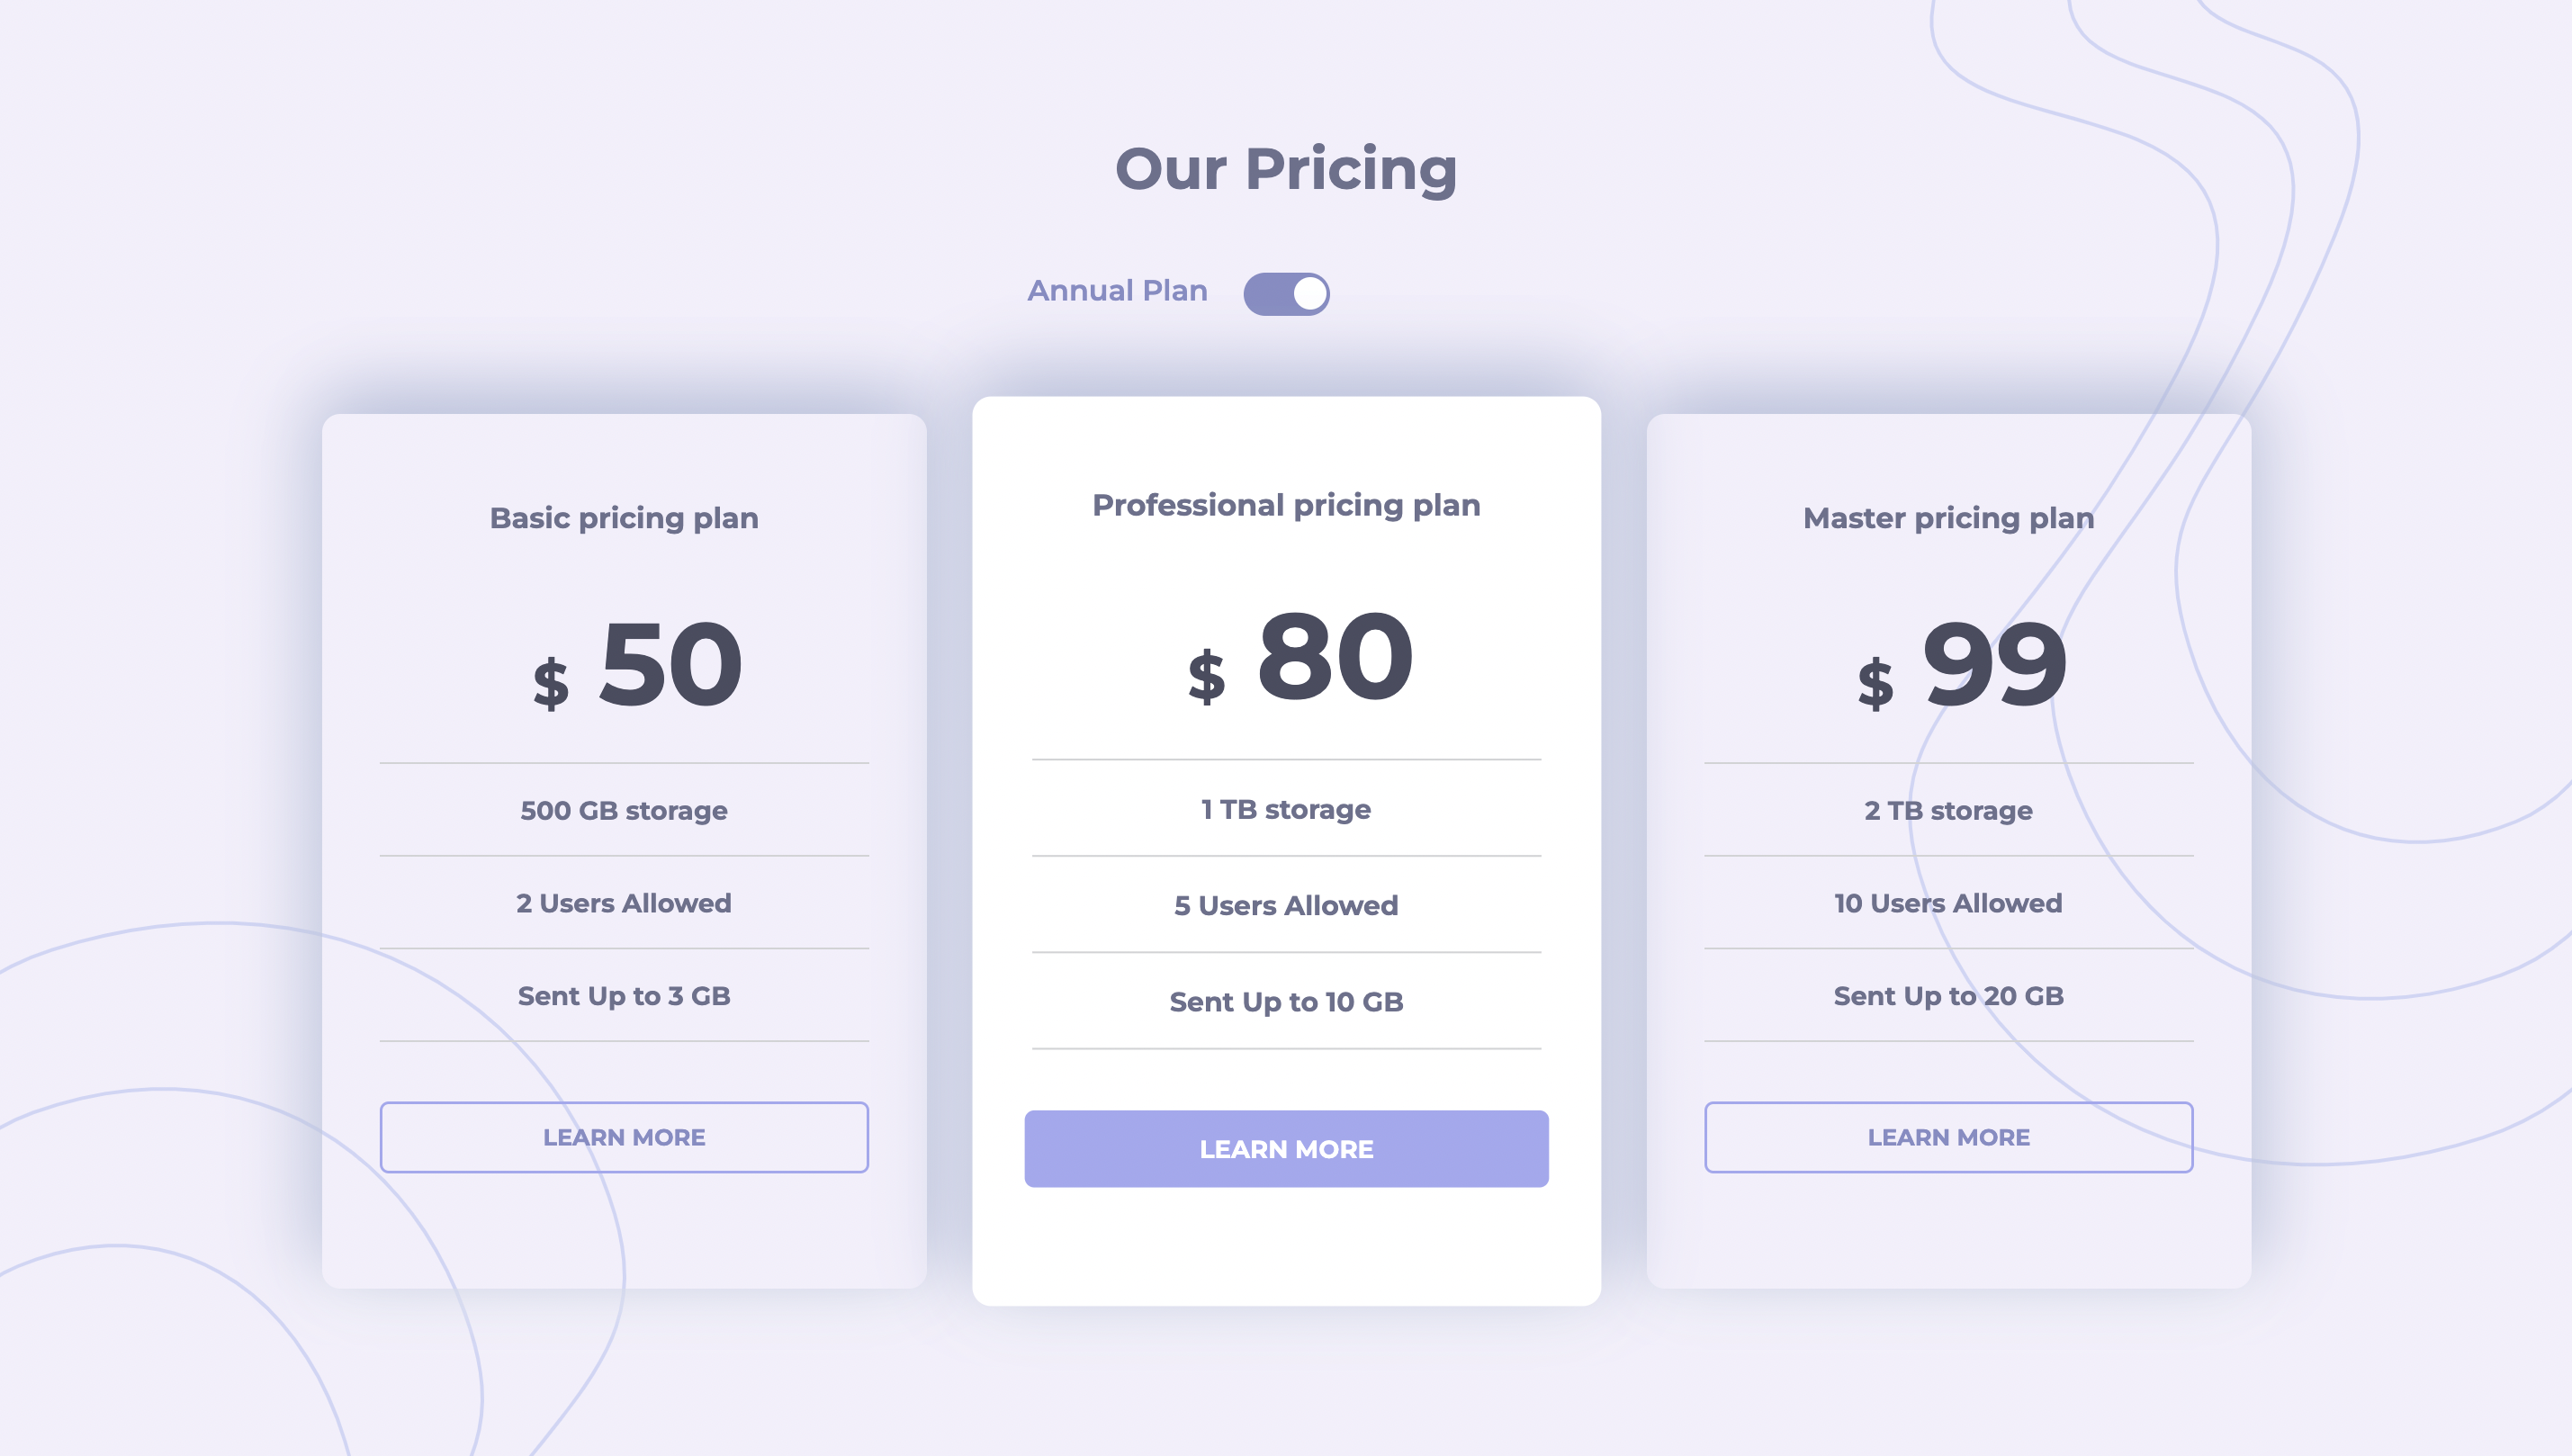 Our Pricing
Annual Plan
Basic pricing plan
$ 50
500 GB storage
2 Users Allowed
Sent Up to 3 GB
LEARN MORE
Professional pricing plan
$ 80
1 TB storage
5 Users Allowed
Sent Up to 10 GB
LEARN MORE
Master pricing plan
$ 99
2 TB storage
10 Users Allowed
Sent Up to 20 GB
LEARN MORE